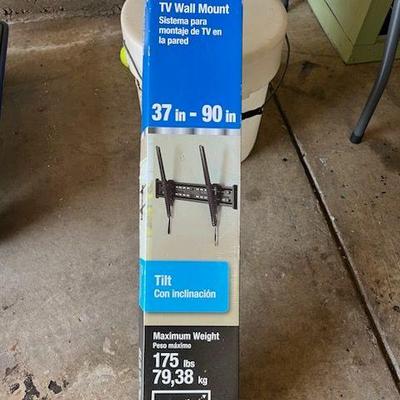 TV Wall Mount
Sistema para
montaje de TV en
la pared
37 in - 90 in
Tilt
Con inclinación
Maximum Weight
Peso máximo
175 lbs
79,38 kg